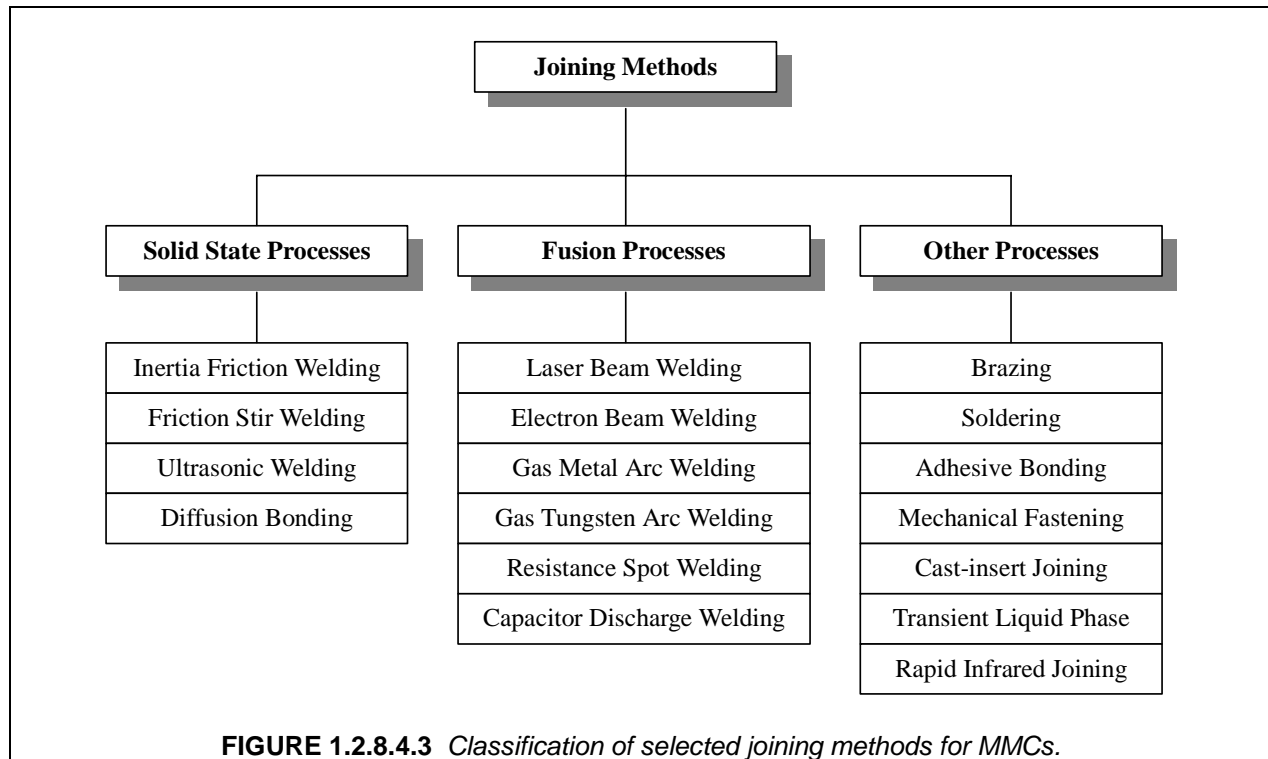 Joining Methods
Solid State Processes
Fusion Processes
Other Processes
Inertia Friction Welding
Friction Stir Welding
Ultrasonic Welding
Diffusion Bonding
Laser Beam Welding
Electron Beam Welding
Gas Metal Arc Welding
Gas Tungsten Arc Welding
Resistance Spot Welding
Capacitor Discharge Welding
Brazing
Soldering
Adhesive Bonding
Mechanical Fastening
Cast-insert Joining
Transient Liquid Phase
Rapid Infrared Joining
FIGURE 1.2.8.4.3 Classification of selected joining methods for MMCs.